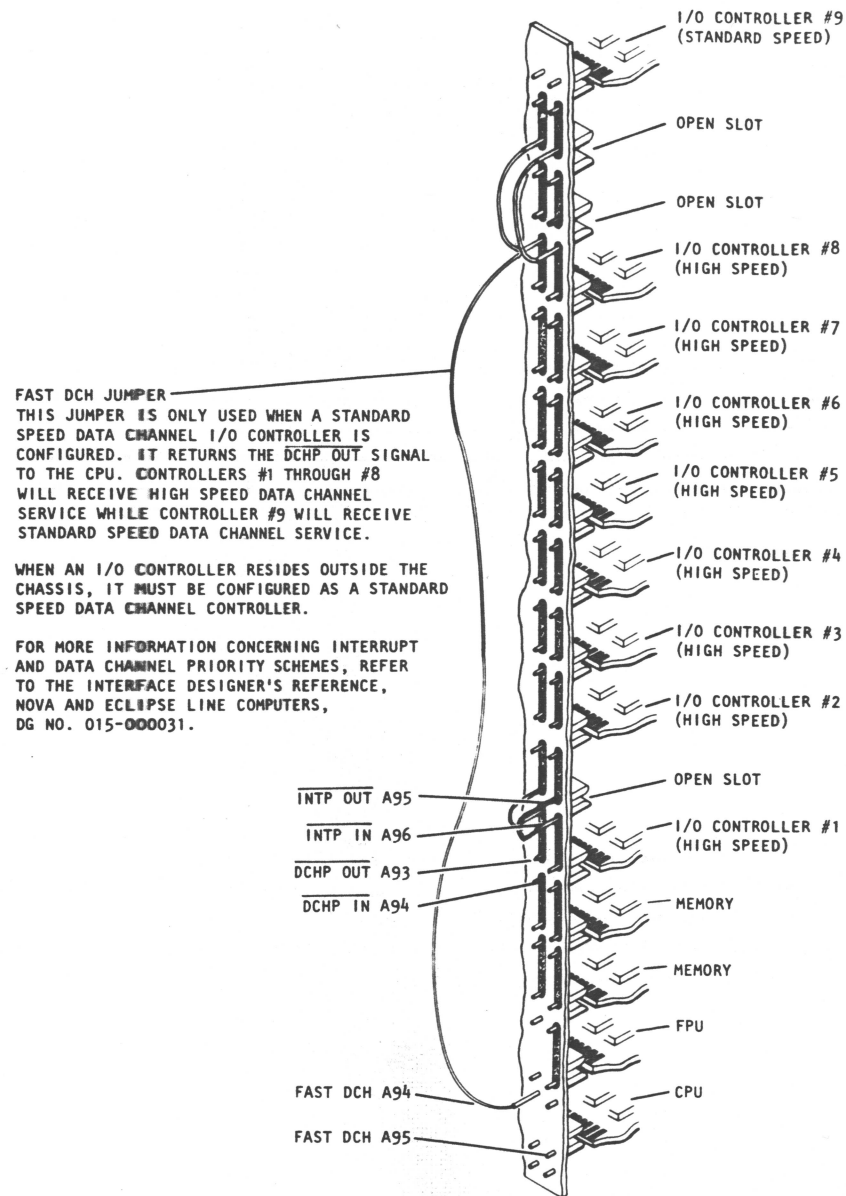 I/O CONTROLLER #9
(STANDARD SPEED)
OPEN SLOT
OPEN SLOT
I/O CONTROLLER #8
(HIGH SPEED)
I/O CONTROLLER #7
(HIGH SPEED)
I/O CONTROLLER #6
(HIGH SPEED)
I/O CONTROLLER #5
(HIGH SPEED)
I/O CONTROLLER #4
(HIGH SPEED)
I/O CONTROLLER #3
(HIGH SPEED)
I/O CONTROLLER #2
(HIGH SPEED)
OPEN SLOT
I/O CONTROLLER #1
(HIGH SPEED)
MEMORY
MEMORY
FPU
CPU
FAST DCH JUMPER
THIS JUMPER IS ONLY USED WHEN A STANDARD
SPEED DATA CHANNEL I/O CONTROLLER IS
CONFIGURED. IT RETURNS THE DCHP OUT SIGNAL
TO THE CPU. CONTROLLERS #1 THROUGH #8
WILL RECEIVE HIGH SPEED DATA CHANNEL
SERVICE WHILE CONTROLLER #9 WILL RECEIVE
STANDARD SPEED DATA CHANNEL SERVICE.
WHEN AN I/O CONTROLLER RESIDES OUTSIDE THE
CHASSIS, IT MUST BE CONFIGURED AS A STANDARD
SPEED DATA CHANNEL CONTROLLER.
FOR MORE INFORMATION CONCERNING INTERRUPT
AND DATA CHANNEL PRIORITY SCHEMES, REFER
TO THE INTERFACE DESIGNER'S REFERENCE,
NOVA AND ECLIPSE LINE COMPUTERS,
DG NO. 015-000031.
INTP OUT A95
INTP IN A96
DCHP OUT A93
DCHP IN A94
FAST DCH A94
FAST DCH A95